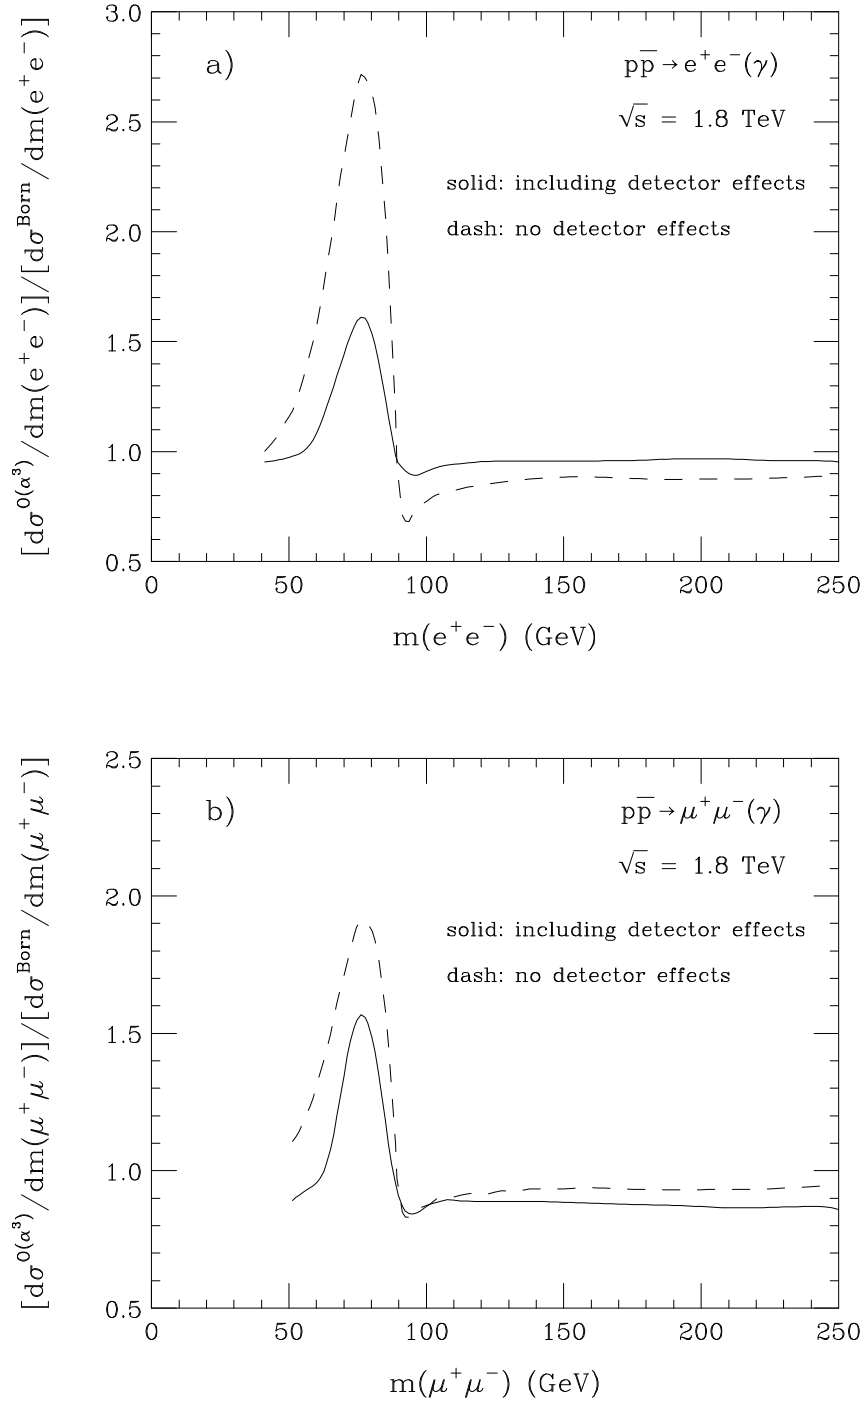 a)
pp̅ → e⁺e⁻(γ)
√s = 1.8 TeV
solid: including detector effects
dash: no detector effects
[dσ^O(α³)/dm(e⁺e⁻)]/[dσ^Born/dm(e⁺e⁻)]
3.0
2.5
2.0
1.5
1.0
0.5
0 50 100 150 200 250
m(e⁺e⁻) (GeV)
b)
pp̅ → μ⁺μ⁻(γ)
√s = 1.8 TeV
solid: including detector effects
dash: no detector effects
[dσ^O(α³)/dm(μ⁺μ⁻)]/[dσ^Born/dm(μ⁺μ⁻)]
2.5
2.0
1.5
1.0
0.5
0 50 100 150 200 250
m(μ⁺μ⁻) (GeV)